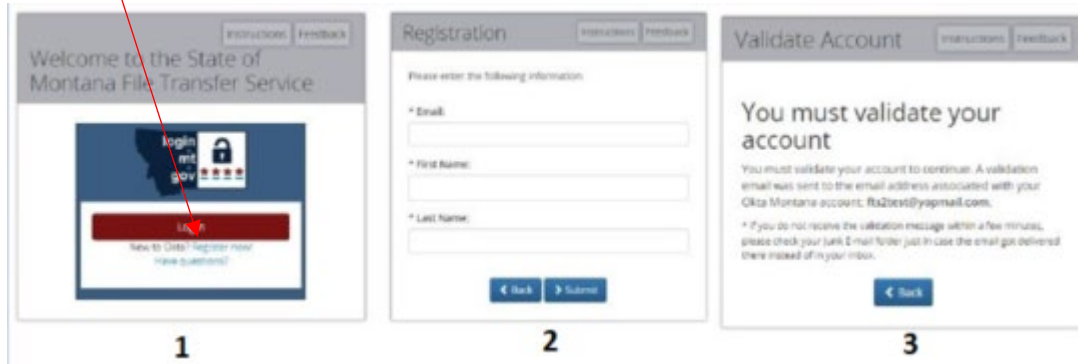 Instructions Feedback
Welcome to the State of
Montana File Transfer Service
login
mt
gov
Login
New to Okta? Register now!
Have questions?
1
Registration
Instructions Feedback
Please enter the following information
* Email:
* First Name:
* Last Name:
Back Submit
2
Validate Account
Instructions Feedback
You must validate your
account
You must validate your account to continue. A validation
email was sent to the email address associated with your
Okta Montana account, fts2test@yopmail.com.
* If you do not receive the validation message within a few minutes,
please check your Junk E-mail folder just in case the email got delivered
there instead of in your inbox.
Back
3